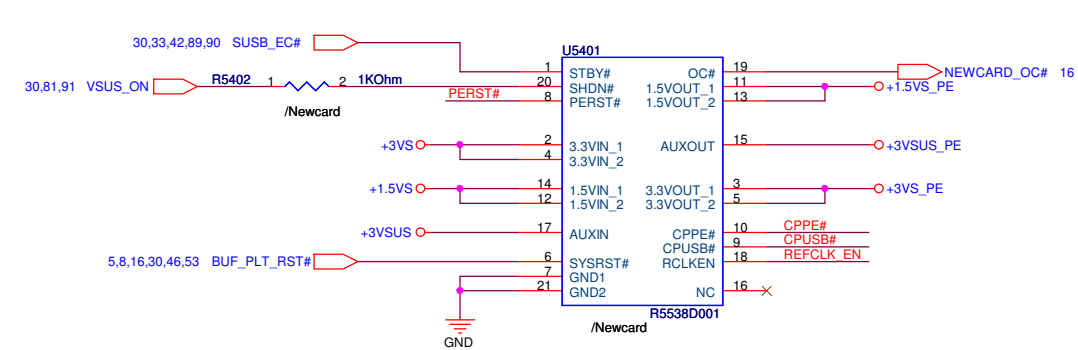 30,33,42,89,90 SUSB_EC#
U5401
1 STBY# OC# 19 NEWCARD_OC# 16
30,81,91 VSUS_ON R5402 1 2 1KOhm 20 SHDN# 1.5VOUT_1 11 +1.5VS_PE
PERST# 8 PERST# 1.5VOUT_2 13
/Newcard
+3VS 2 3.3VIN_1 AUXOUT 15 +3VSUS_PE
4 3.3VIN_2
+1.5VS 14 1.5VIN_1 3.3VOUT_1 3 +3VS_PE
12 1.5VIN_2 3.3VOUT_2 5
+3VSUS 17 AUXIN CPPE# 10 CPPE#
CPUSB# 9 CPUSB#
5,8,16,30,46,53 BUF_PLT_RST# 6 SYSRST# RCLKEN 18 REFCLK_EN
7 GND1
21 GND2 NC 16
R5538D001
/Newcard
GND